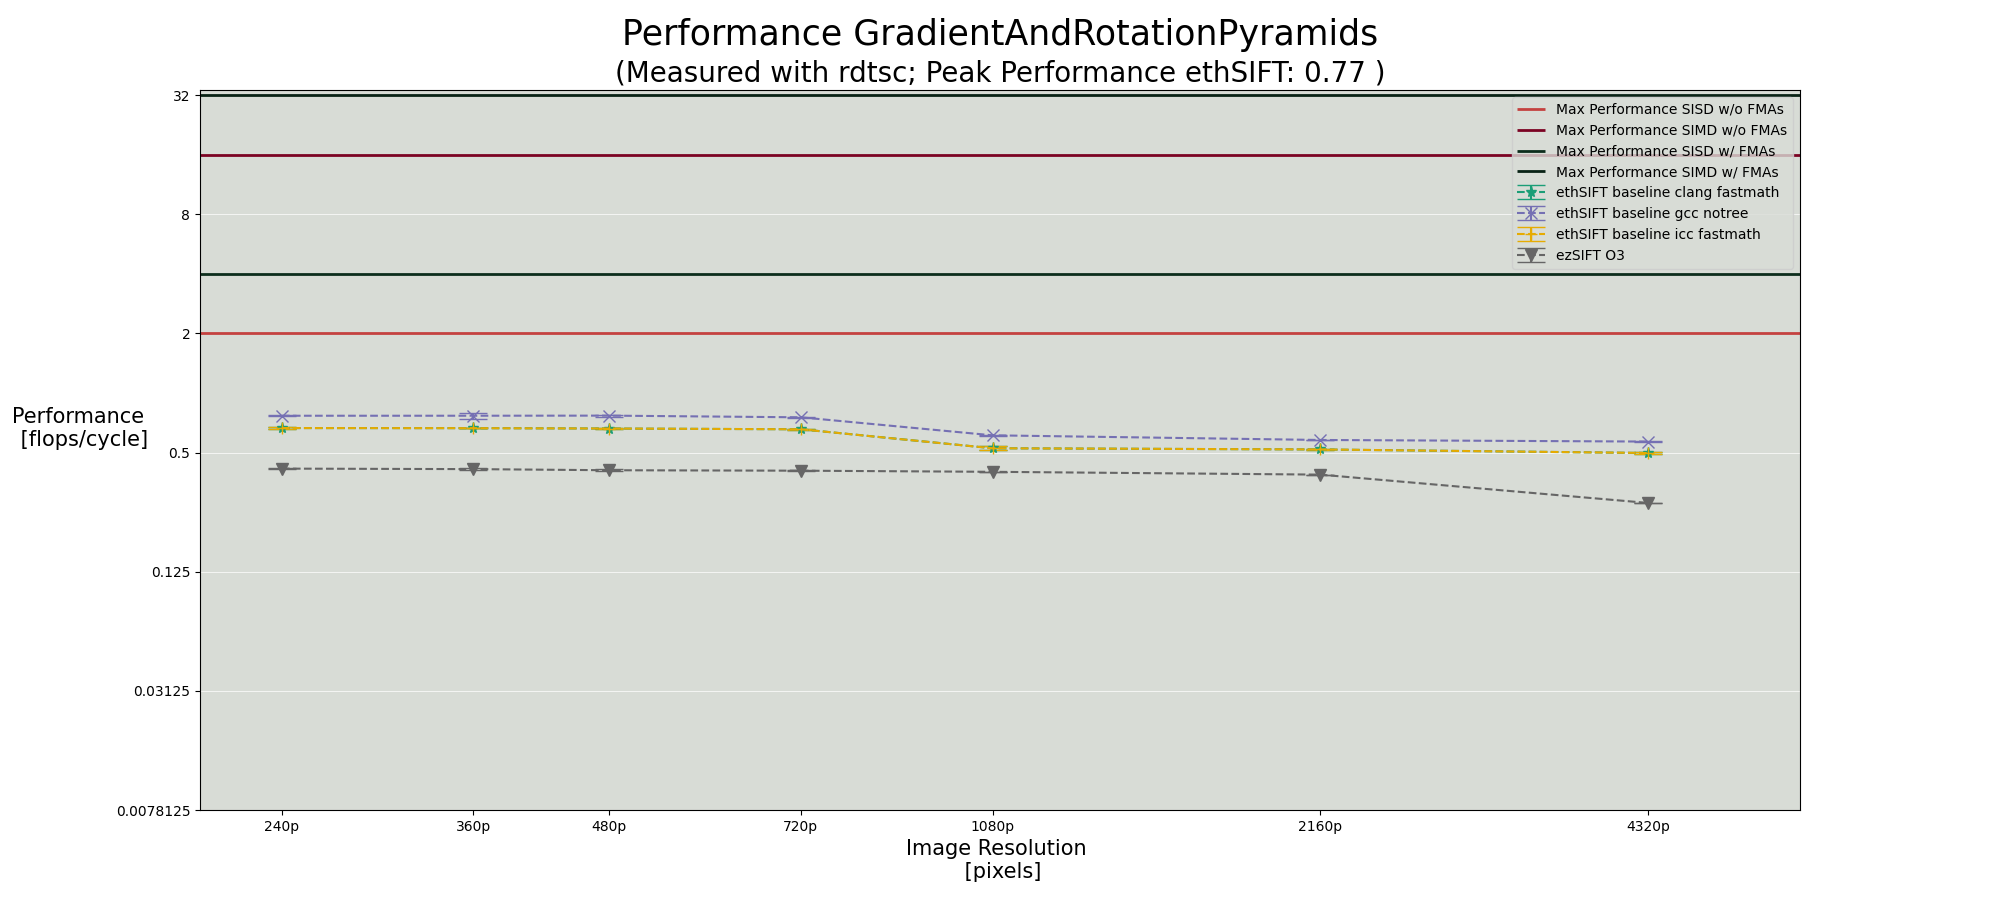 Performance GradientAndRotationPyramids
(Measured with rdtsc; Peak Performance ethSIFT: 0.77 )
32
8
2
0.5
0.125
0.03125
0.0078125
Performance
[flops/cycle]
Max Performance SISD w/o FMAs
Max Performance SIMD w/o FMAs
Max Performance SISD w/ FMAs
Max Performance SIMD w/ FMAs
ethSIFT baseline clang fastmath
ethSIFT baseline gcc notree
ethSIFT baseline icc fastmath
ezSIFT O3
240p 360p 480p 720p 1080p 2160p 4320p
Image Resolution
[pixels]